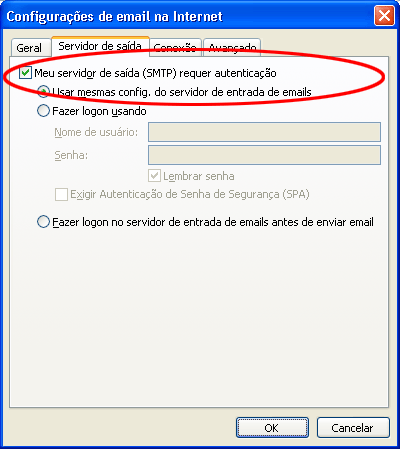 Configurações de email na Internet
Geral Servidor de saída Conexão Avançado
Meu servidor de saída (SMTP) requer autenticação
Usar mesmas config. do servidor de entrada de emails
Fazer logon usando
Nome de usuário:
Senha:
Lembrar senha
Exigir Autenticação de Senha de Segurança (SPA)
Fazer logon no servidor de entrada de emails antes de enviar email
OK Cancelar